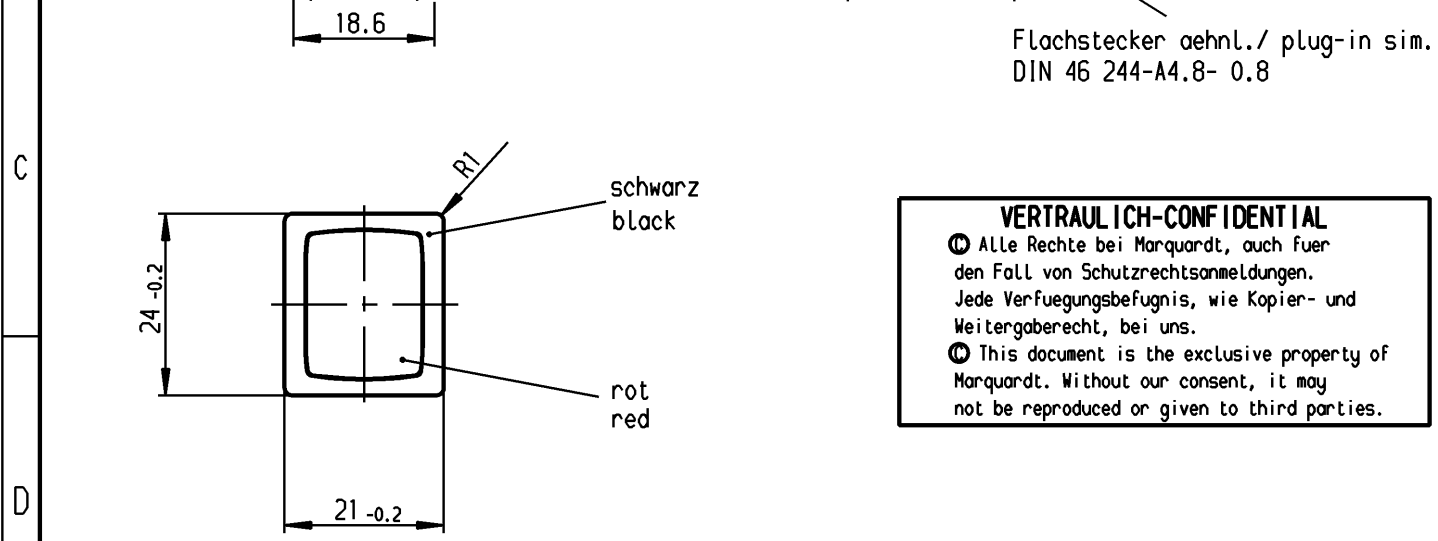 18.6
Flachstecker aehnl./ plug-in sim.
DIN 46 244-A4.8- 0.8
C
R1
schwarz
black
24 -0.2
rot
red
D
21 -0.2
VERTRAULICH-CONFIDENTIAL
© Alle Rechte bei Marquardt, auch fuer
den Fall von Schutzrechtsanmeldungen.
Jede Verfuegungsbefugnis, wie Kopier- und
Weitergaberecht, bei uns.
© This document is the exclusive property of
Marquardt. Without our consent, it may
not be reproduced or given to third parties.